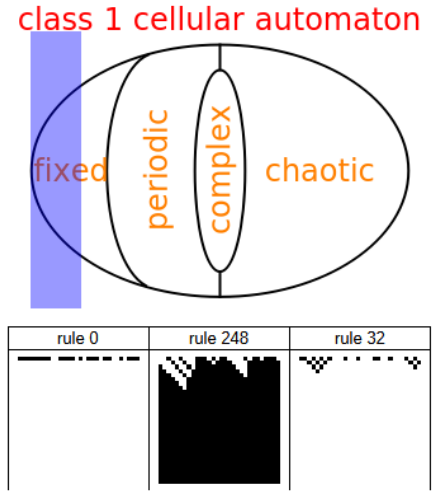 class 1 cellular automaton
fixed
periodic
complex
chaotic
rule 0
rule 248
rule 32